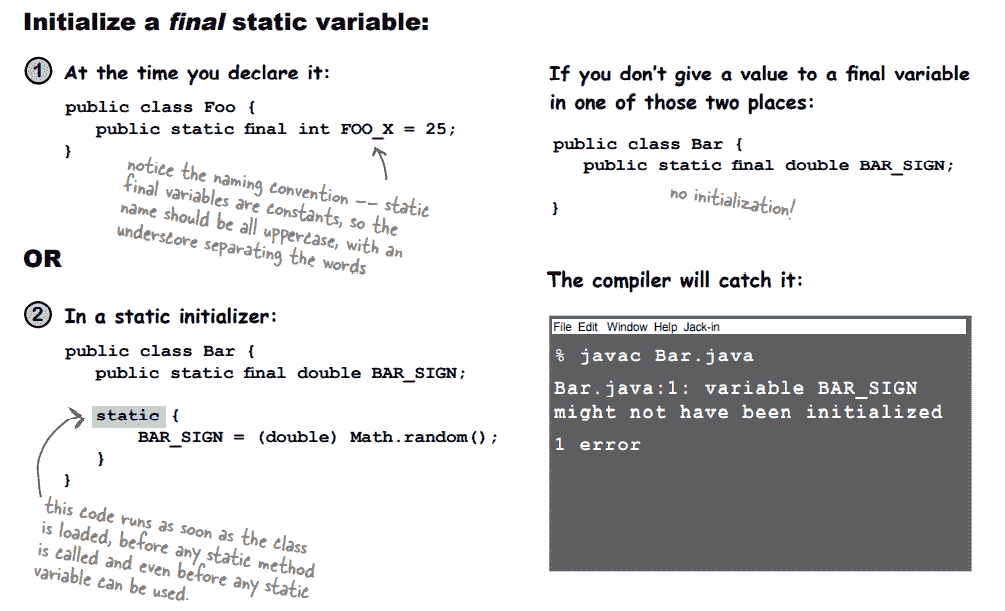 Initialize a final static variable:
1 At the time you declare it:
public class Foo {
public static final int FOO_X = 25;
}
notice the naming convention -- static
final variables are constants, so the
name should be all uppercase, with an
underscore separating the words
OR
2 In a static initializer:
public class Bar {
public static final double BAR_SIGN;
static {
BAR_SIGN = (double) Math.random();
}
}
this code runs as soon as the class
is loaded, before any static method
is called and even before any static
variable can be used.
If you don't give a value to a final variable
in one of those two places:
public class Bar {
public static final double BAR_SIGN;
no initialization!
}
The compiler will catch it:
File Edit Window Help Jack-in
% javac Bar.java
Bar.java:1: variable BAR_SIGN
might not have been initialized
1 error